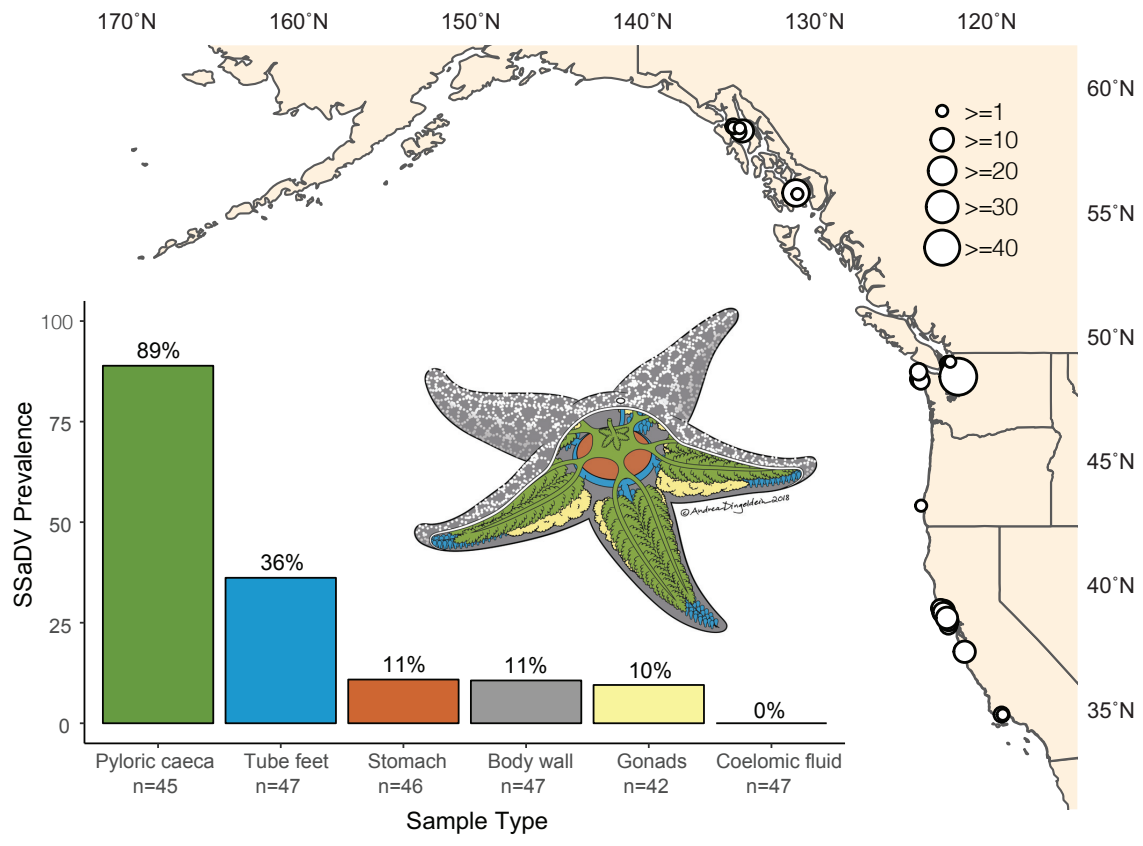 170˚N 160˚N 150˚N 140˚N 130˚N 120˚N
60˚N
>=1
>=10
>=20
>=30
>=40
55˚N
50˚N
45˚N
40˚N
35˚N
SSaDV Prevalence
100
75
50
25
0
89%
36%
11%
11%
10%
0%
©AndreaDingeldein 2018
Pyloric caeca Tube feet Stomach Body wall Gonads Coelomic fluid
n=45 n=47 n=46 n=47 n=42 n=47
Sample Type